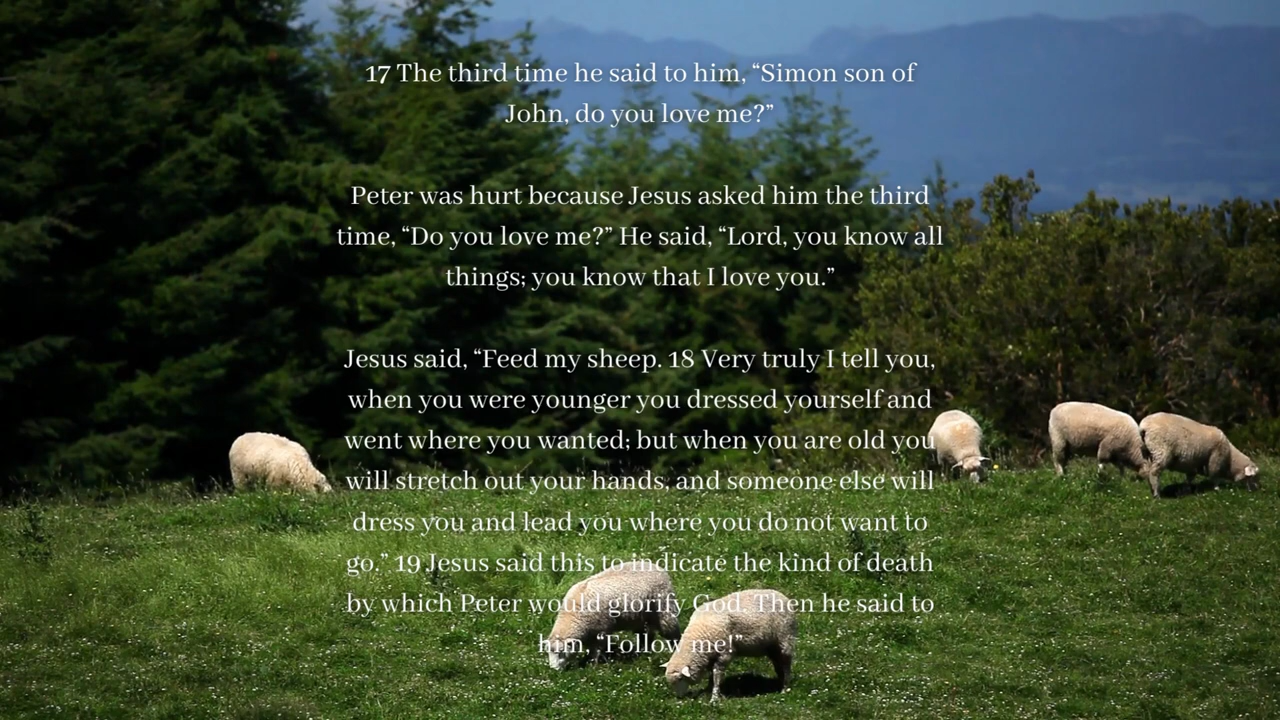 17 The third time he said to him, “Simon son of
John, do you love me?”
Peter was hurt because Jesus asked him the third
time, “Do you love me?” He said, “Lord, you know all
things; you know that I love you.”
Jesus said, “Feed my sheep. 18 Very truly I tell you,
when you were younger you dressed yourself and
went where you wanted; but when you are old you
will stretch out your hands, and someone else will
dress you and lead you where you do not want to
go.” 19 Jesus said this to indicate the kind of death
by which Peter would glorify God. Then he said to
him, “Follow me!”